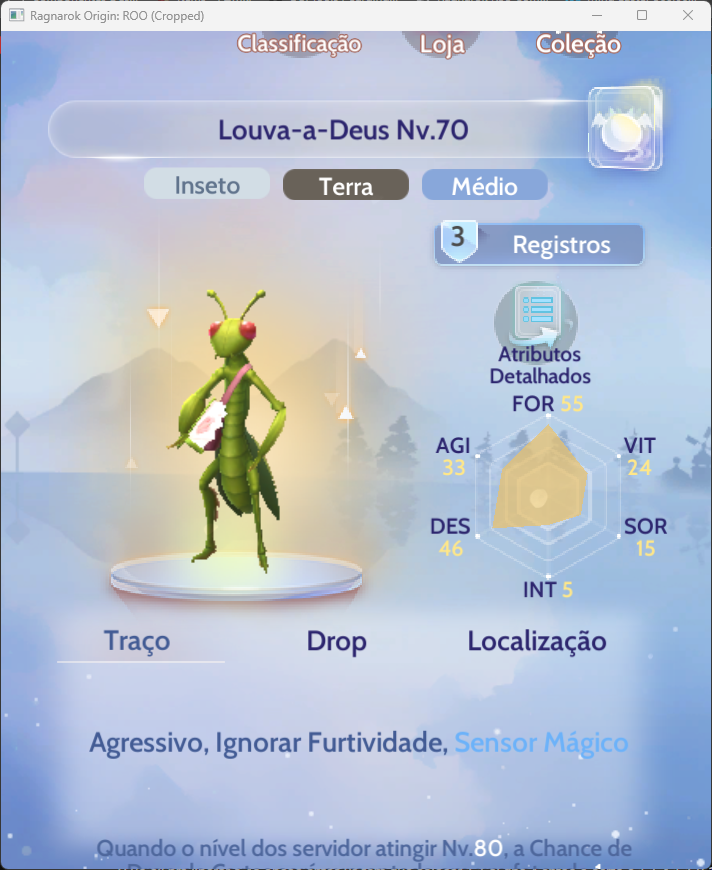 Ragnarok Origin: ROO (Cropped)
Classificação
Loja
Coleção
Louva-a-Deus Nv.70
Inseto
Terra
Médio
3
Registros
Atributos
Detalhados
FOR 55
AGI
33
VIT
24
DES
46
SOR
15
INT 5
Traço
Drop
Localização
Agressivo, Ignorar Furtividade, Sensor Mágico
Quando o nível dos servidor atingir Nv.80, a Chance de